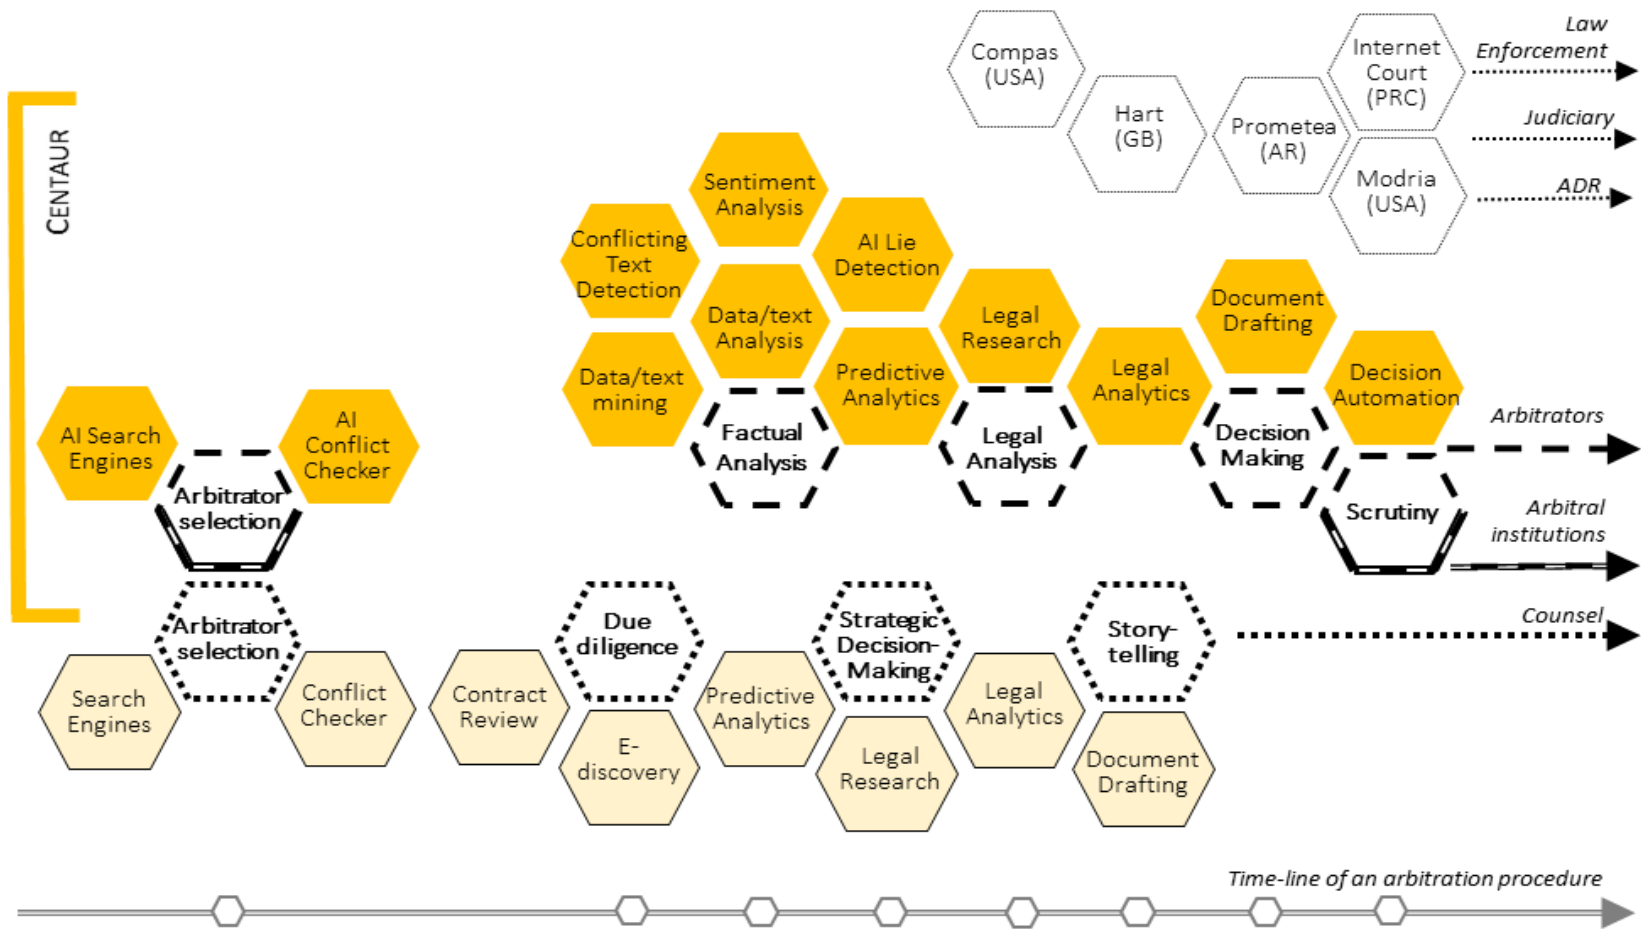 Compas
(USA)
Hart
(GB)
Prometea
(AR)
Internet
Court
(PRC)
Modria
(USA)
Law
Enforcement
Judiciary
ADR
CENTAUR
Sentiment
Analysis
Conflicting
Text
Detection
AI Lie
Detection
Data/text
Analysis
Data/text
mining
Predictive
Analytics
Legal
Research
Legal
Analytics
Document
Drafting
Decision
Automation
AI Search
Engines
AI
Conflict
Checker
Arbitrator
selection
Factual
Analysis
Legal
Analysis
Decision
Making
Scrutiny
Arbitrators
Arbitral
institutions
Counsel
Arbitrator
selection
Due
diligence
Strategic
Decision-
Making
Story-
telling
Search
Engines
Conflict
Checker
Contract
Review
E-
discovery
Predictive
Analytics
Legal
Research
Legal
Analytics
Document
Drafting
Time-line of an arbitration procedure